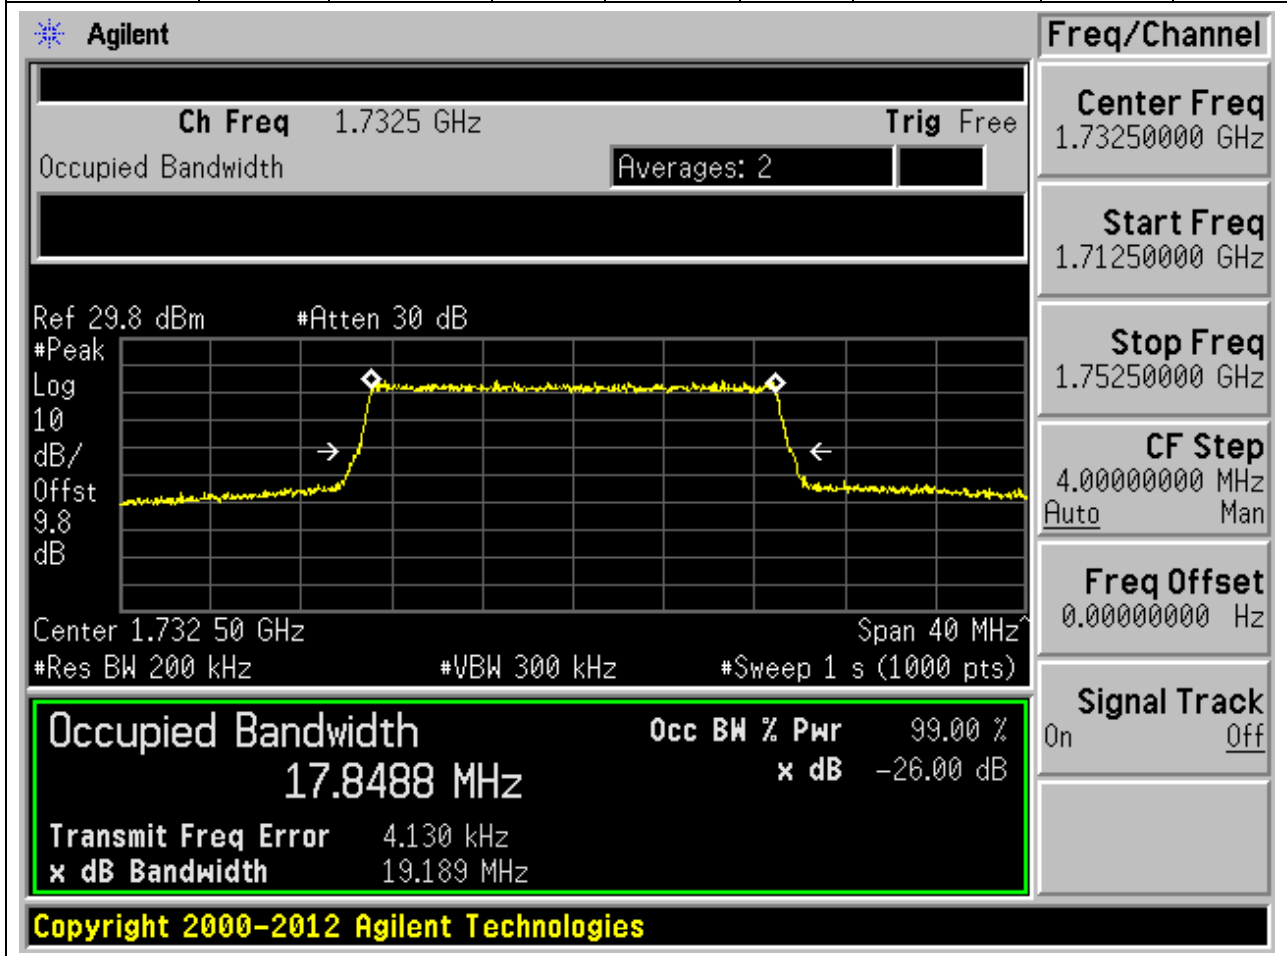 Agilent
Freq/Channel
Ch Freq 1.7325 GHz Trig Free
Occupied Bandwidth Averages: 2
Center Freq
1.73250000 GHz
Start Freq
1.71250000 GHz
Stop Freq
1.75250000 GHz
CF Step
4.00000000 MHz
Auto Man
Freq Offset
0.00000000 Hz
Signal Track
On Off
Ref 29.8 dBm #Atten 30 dB
#Peak
Log
10
dB/
Offst
9.8
dB
Center 1.732 50 GHz Span 40 MHz^
#Res BW 200 kHz #VBW 300 kHz #Sweep 1 s (1000 pts)
Occupied Bandwidth
17.8488 MHz
Occ BW % Pwr 99.00 %
x dB -26.00 dB
Transmit Freq Error 4.130 kHz
x dB Bandwidth 19.189 MHz
Copyright 2000-2012 Agilent Technologies